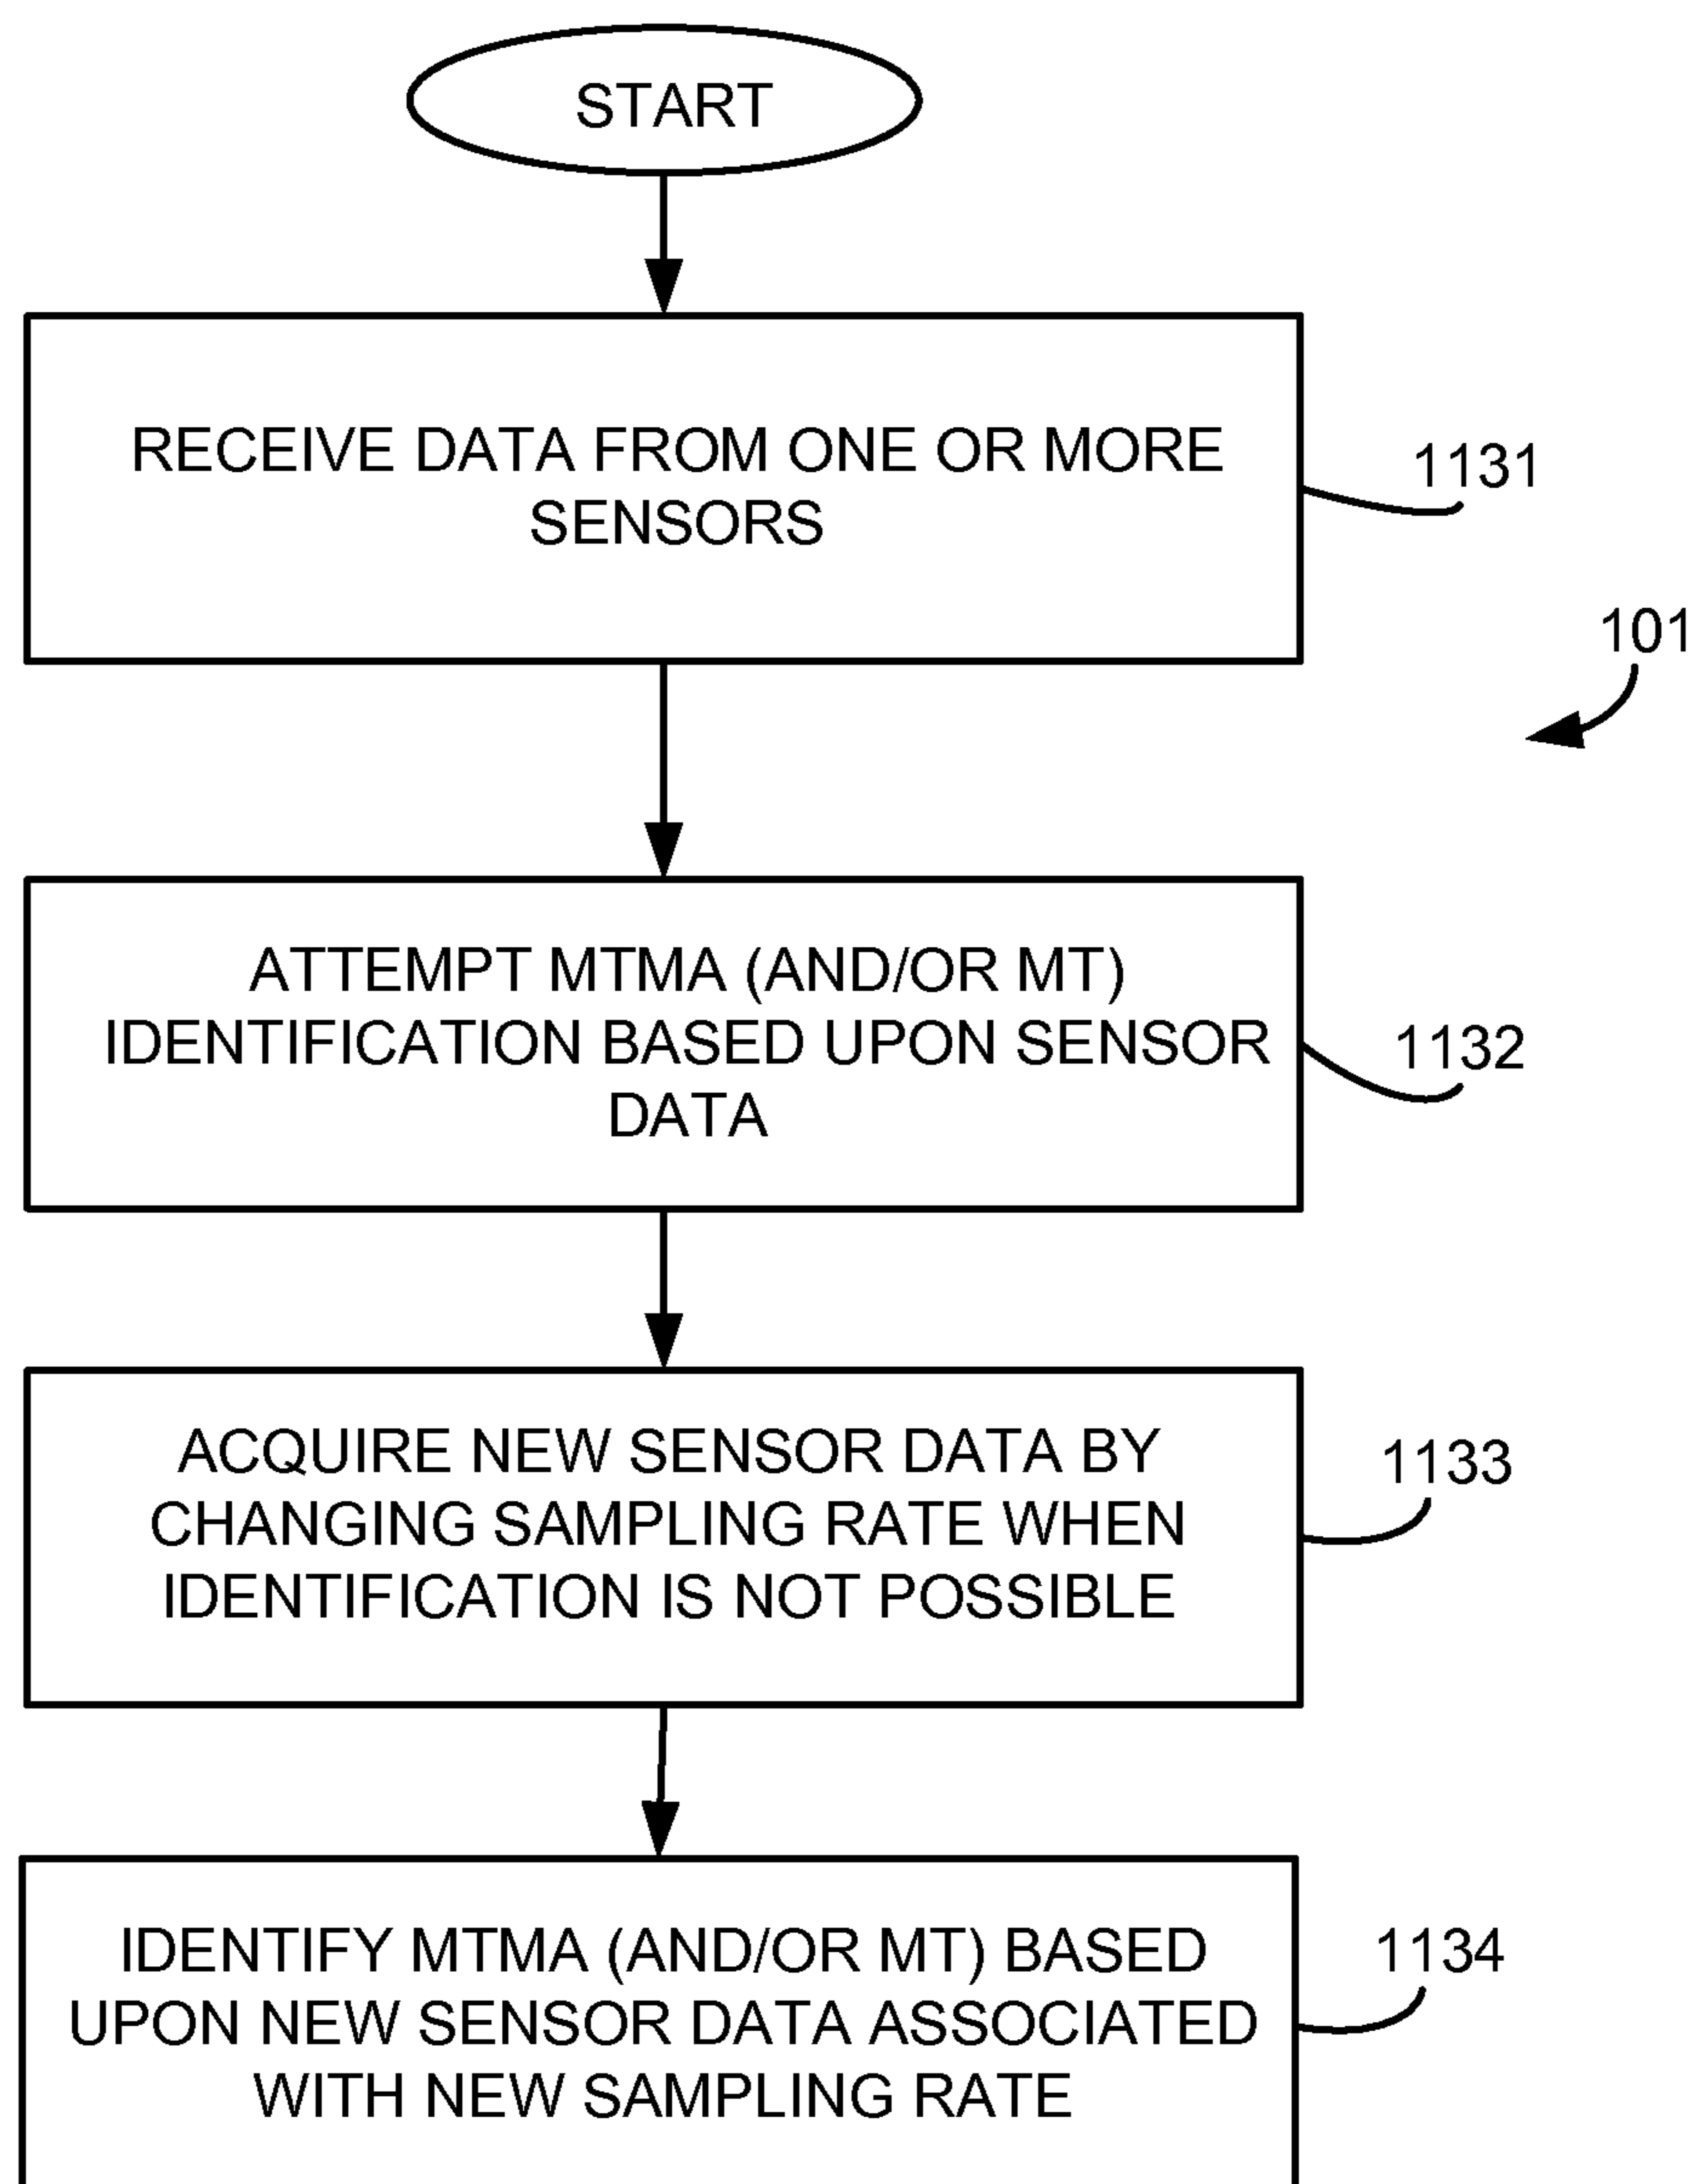 START
RECEIVE DATA FROM ONE OR MORE
SENSORS
1131
101
ATTEMPT MTMA (AND/OR MT)
IDENTIFICATION BASED UPON SENSOR
DATA
1132
ACQUIRE NEW SENSOR DATA BY
CHANGING SAMPLING RATE WHEN
IDENTIFICATION IS NOT POSSIBLE
1133
IDENTIFY MTMA (AND/OR MT) BASED
UPON NEW SENSOR DATA ASSOCIATED
WITH NEW SAMPLING RATE
1134